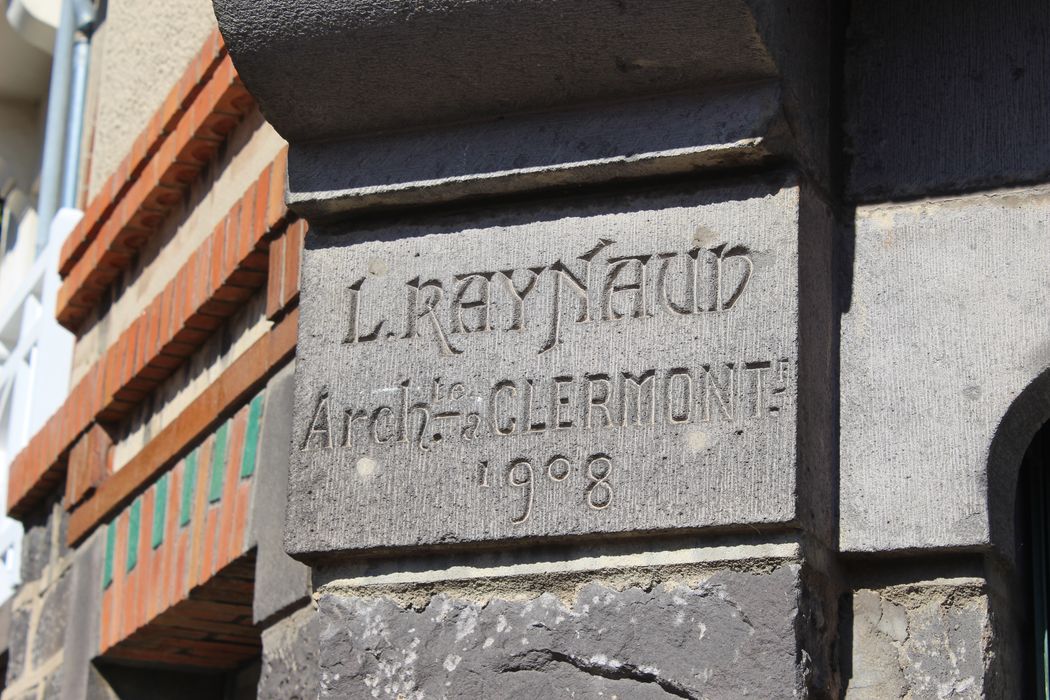 L. RAYNAUD
Archte à CLERMONT Fd
1908